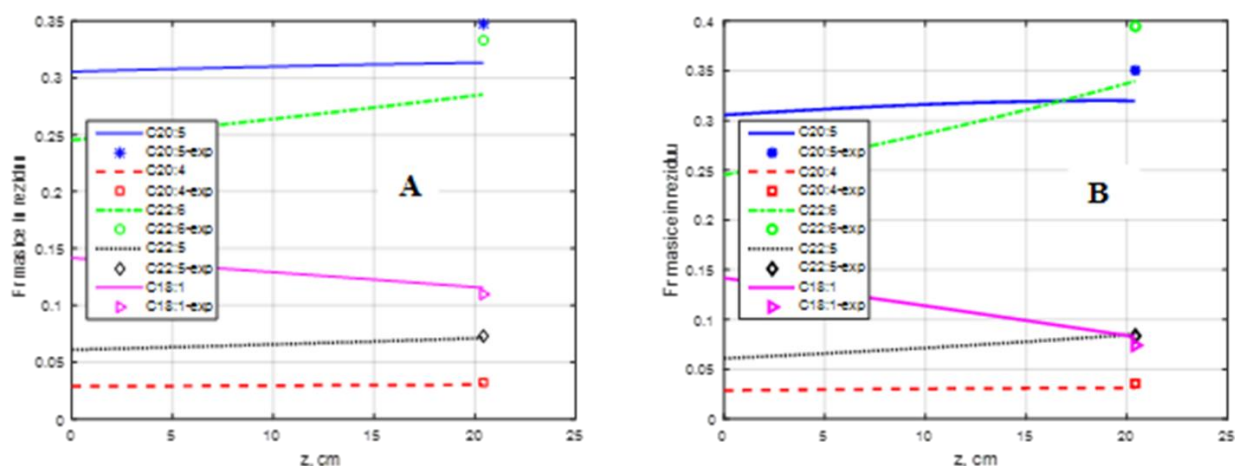 0.35
0.3
0.25
0.2
0.15
0.1
0.05
0
0
5
10
15
20
25
z, cm
Fr masice in reziduu
C20:5
C20:5-exp
C20:4
C20:4-exp
C22:6
C22:6-exp
C22:5
C22:5-exp
C18:1
C18:1-exp
A
0.4
0.3
0.25
0.2
0.15
0.1
0.05
0
0
5
10
15
20
25
z, cm
Fr masice in reziduu
C20:5
C20:5-exp
C20:4
C20:4-exp
C22:6
C22:6-exp
C22:5
C22:5-exp
C18:1
C18:1-exp
B